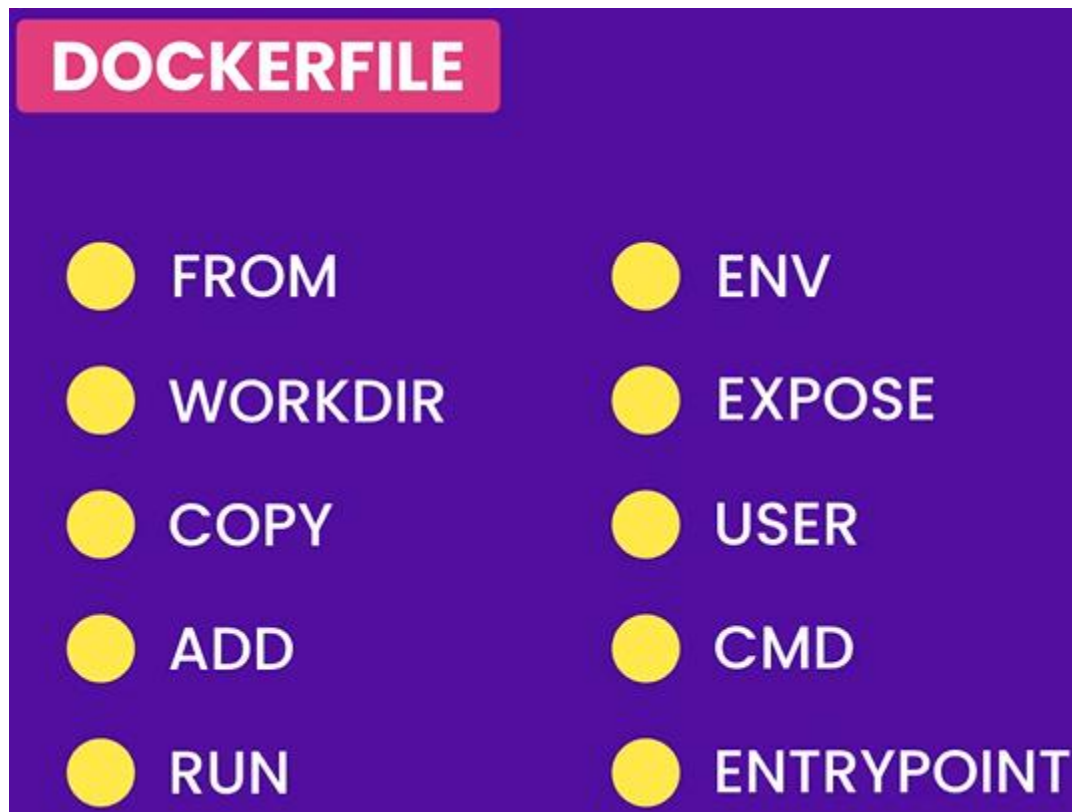 DOCKERFILE
FROM
WORKDIR
COPY
ADD
RUN
ENV
EXPOSE
USER
CMD
ENTRYPOINT